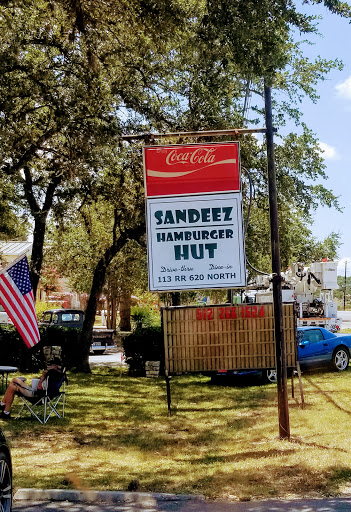 Coca-Cola
SANDEEZ
HAMBURGER
HUT
Drive-thru Dine-in
113 RR 620 NORTH